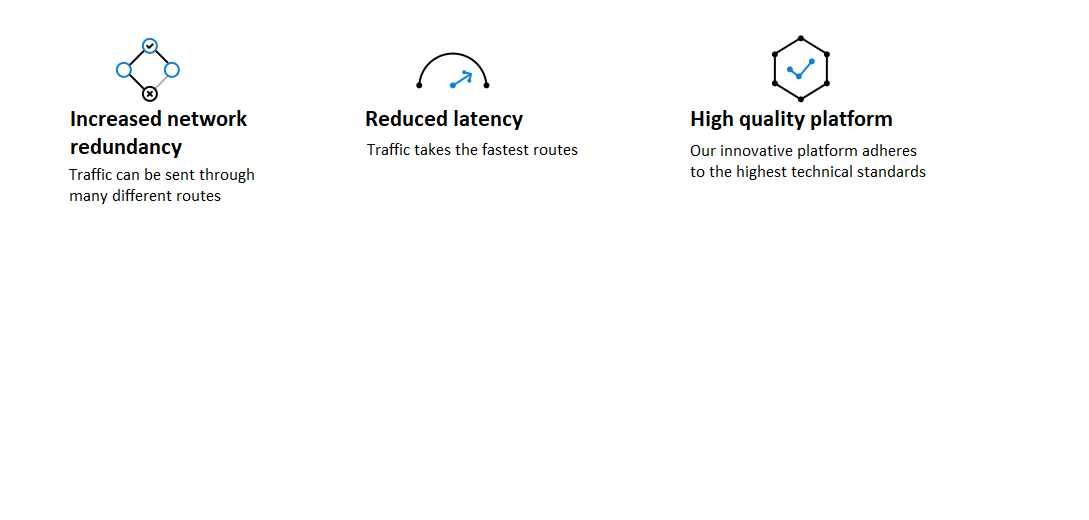 Increased network
redundancy
Traffic can be sent through
many different routes
Reduced latency
Traffic takes the fastest routes
High quality platform
Our innovative platform adheres
to the highest technical standards